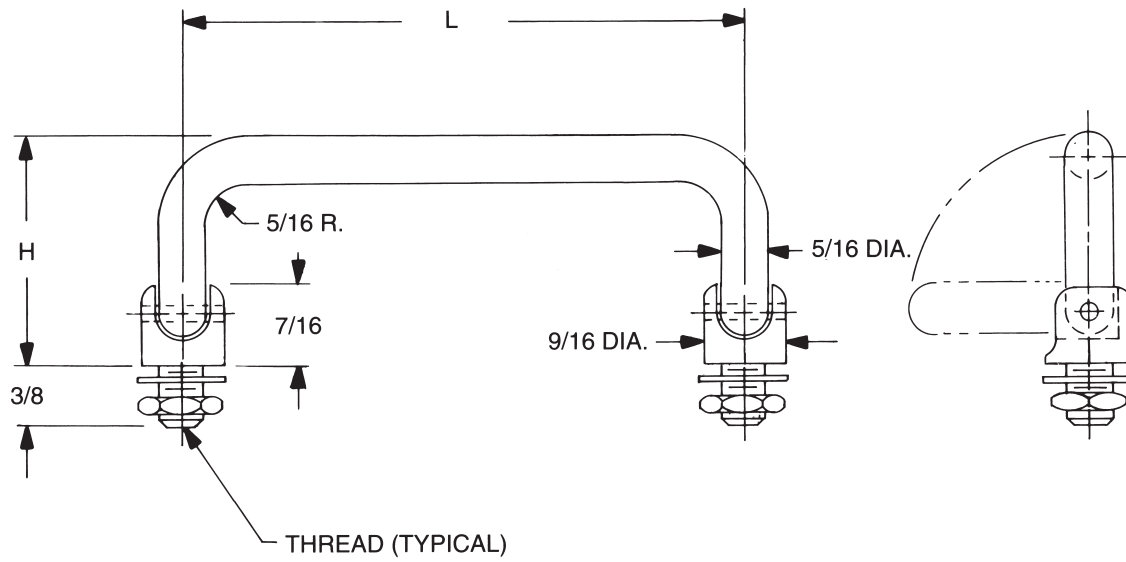 L
H
5/16 R.
5/16 DIA.
7/16
9/16 DIA.
3/8
THREAD (TYPICAL)